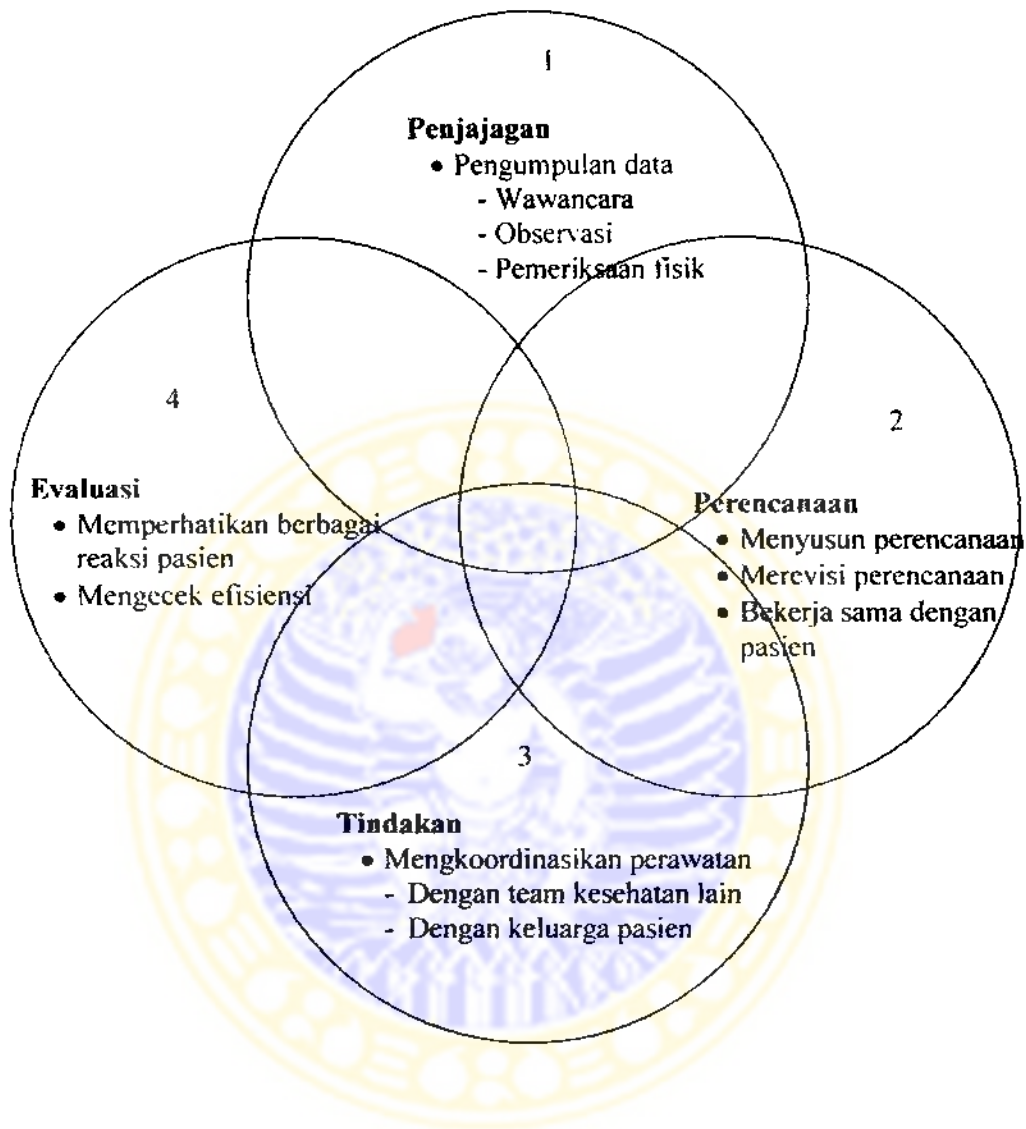 1
Penjajagan
• Pengumpulan data
- Wawancara
- Observasi
- Pemeriksaan fisik
2
Perencanaan
• Menyusun perencanaan
• Merevisi perencanaan
• Bekerja sama dengan
pasien
3
Tindakan
• Mengkoordinasikan perawatan
- Dengan team kesehatan lain
- Dengan keluarga pasien
4
Evaluasi
• Memperhatikan berbagai
reaksi pasien
• Mengecek efisiensi